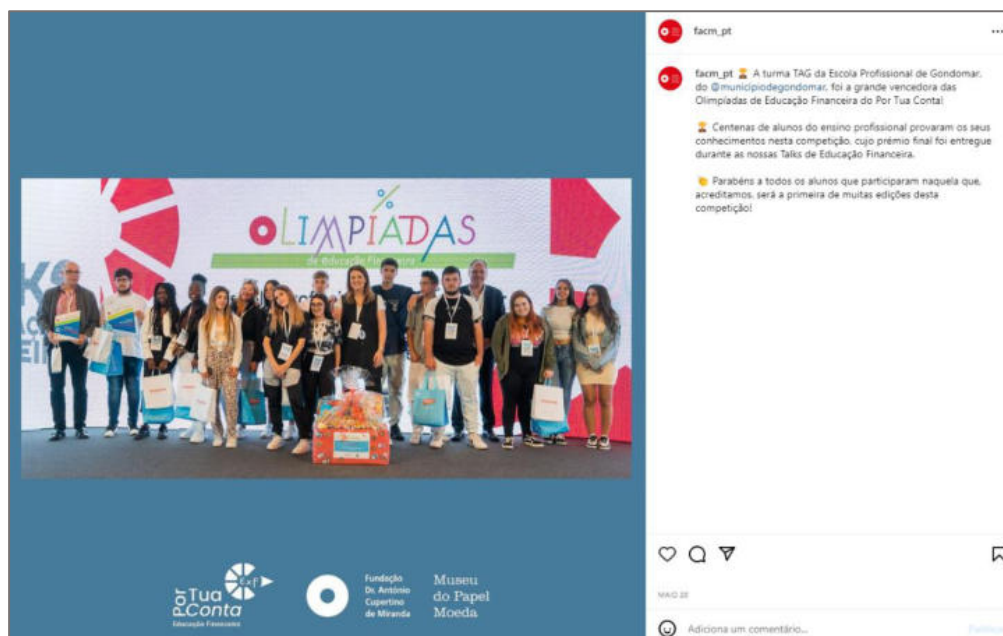 facm_pt
facm_pt A turma TAG da Escola Profissional de Gondomar,
do @municipiodegondomar, foi a grande vencedora das
Olimpíadas de Educação Financeira do Por Tua Conta!
Centenas de alunos do ensino profissional provaram os seus
conhecimentos nesta competição, cujo prémio final foi entregue
durante as nossas Talks de Educação Financeira.
Parabéns a todos os alunos que participaram naquela que,
acreditamos, será a primeira de muitas edições desta
competição!
OLIMPÍADAS
de educação Financeira
Por Tua Conta
Educação Financeira
Fundação
Dr. António
Cupertino
de Miranda
Museu
do Papel
Moeda
MAIO 20
Adiciona um comentário...
Publicar